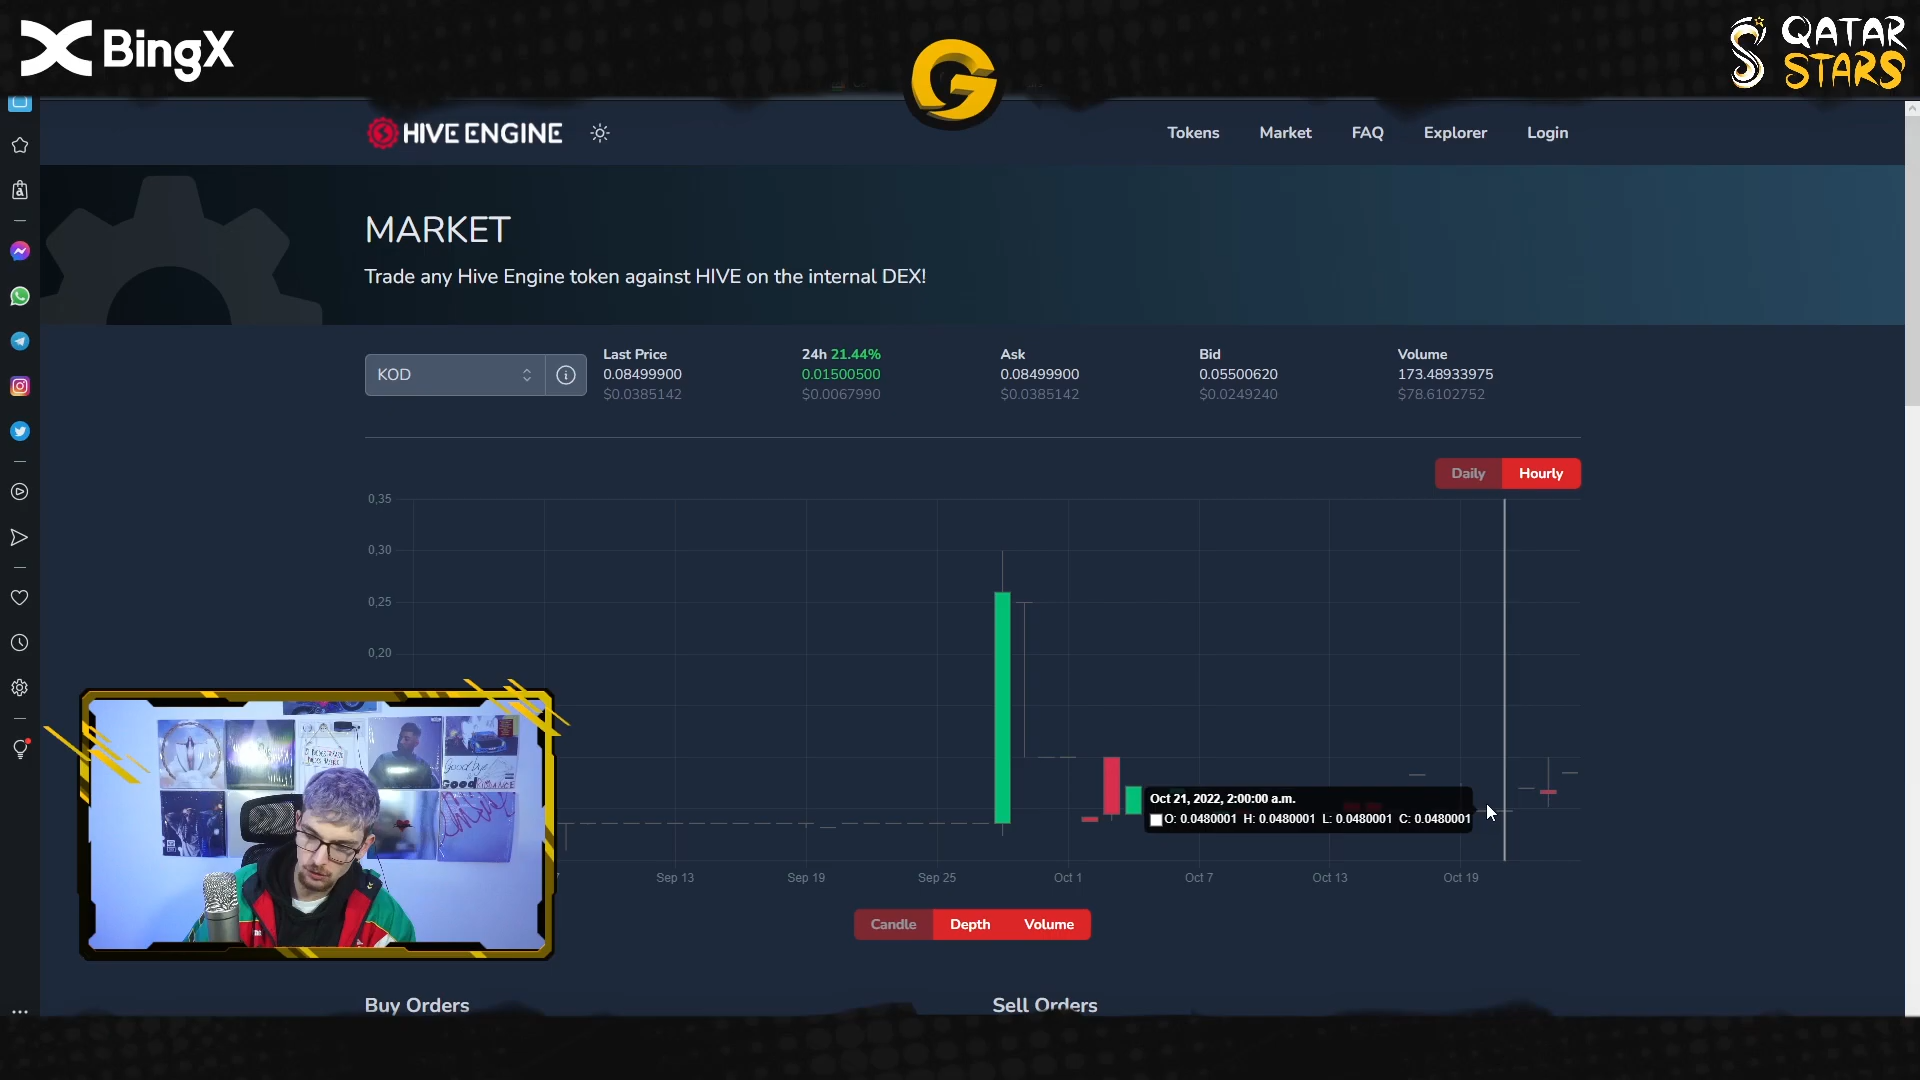 BingX
G
QATAR
STARS
HIVE ENGINE
Tokens
Market
FAQ
Explorer
Login
MARKET
Trade any Hive Engine token against HIVE on the internal DEX!
KOD
Last Price
0.08499900
$0.0385142
24h 21.44%
0.01500500
$0.0067990
Ask
0.08499900
$0.0385142
Bid
0.05500620
$0.0249240
Volume
173.48933975
$78.6102752
Daily
Hourly
0,35
0,30
0,25
0,20
Oct 21, 2022, 2:00:00 a.m.
O: 0.0480001 H: 0.0480001 L: 0.0480001 C: 0.0480001
Sep 13
Sep 19
Sep 25
Oct 1
Oct 7
Oct 13
Oct 19
Candle
Depth
Volume
Buy Orders
Sell Orders